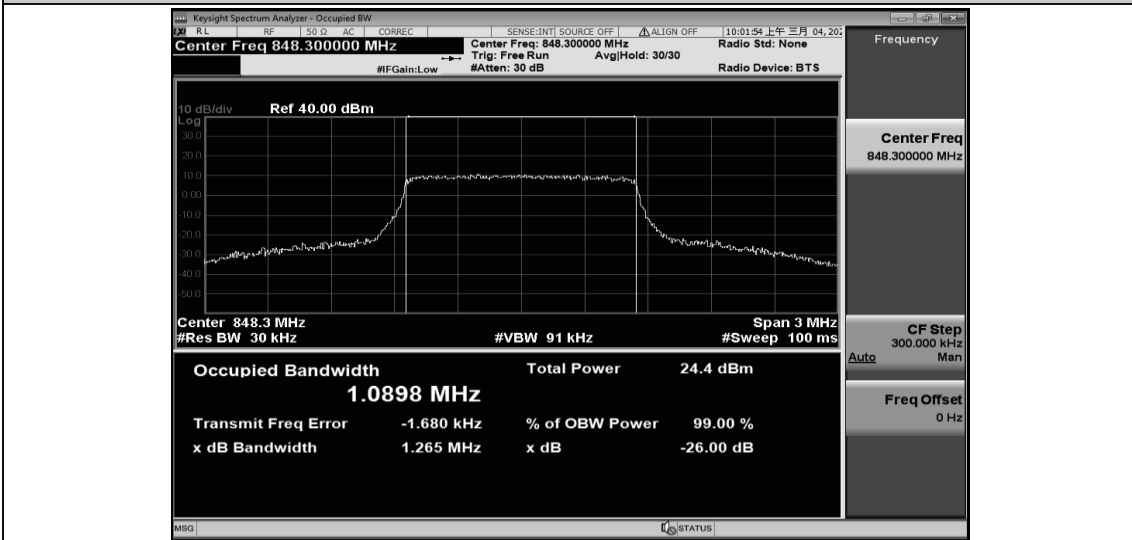 Keysight Spectrum Analyzer - Occupied BW
LXI RL RF 50 Ω AC CORREC SENSE:INT SOURCE OFF ⚠ALIGN OFF 10:01:54 上午 三月 04, 202
Center Freq 848.300000 MHz
Center Freq: 848.300000 MHz
Radio Std: None
Trig: Free Run Avg|Hold: 30/30
#IFGain:Low
#Atten: 30 dB
Radio Device: BTS
10 dB/div Ref 40.00 dBm
Log
30.0
20.0
10.0
0.00
-10.0
-20.0
-30.0
-40.0
-50.0
Center 848.3 MHz Span 3 MHz
#Res BW 30 kHz #VBW 91 kHz #Sweep 100 ms
Occupied Bandwidth Total Power 24.4 dBm
1.0898 MHz
Transmit Freq Error -1.680 kHz % of OBW Power 99.00 %
x dB Bandwidth 1.265 MHz x dB -26.00 dB
MSG STATUS
Frequency
Center Freq
848.300000 MHz
CF Step
300.000 kHz
Auto Man
Freq Offset
0 Hz